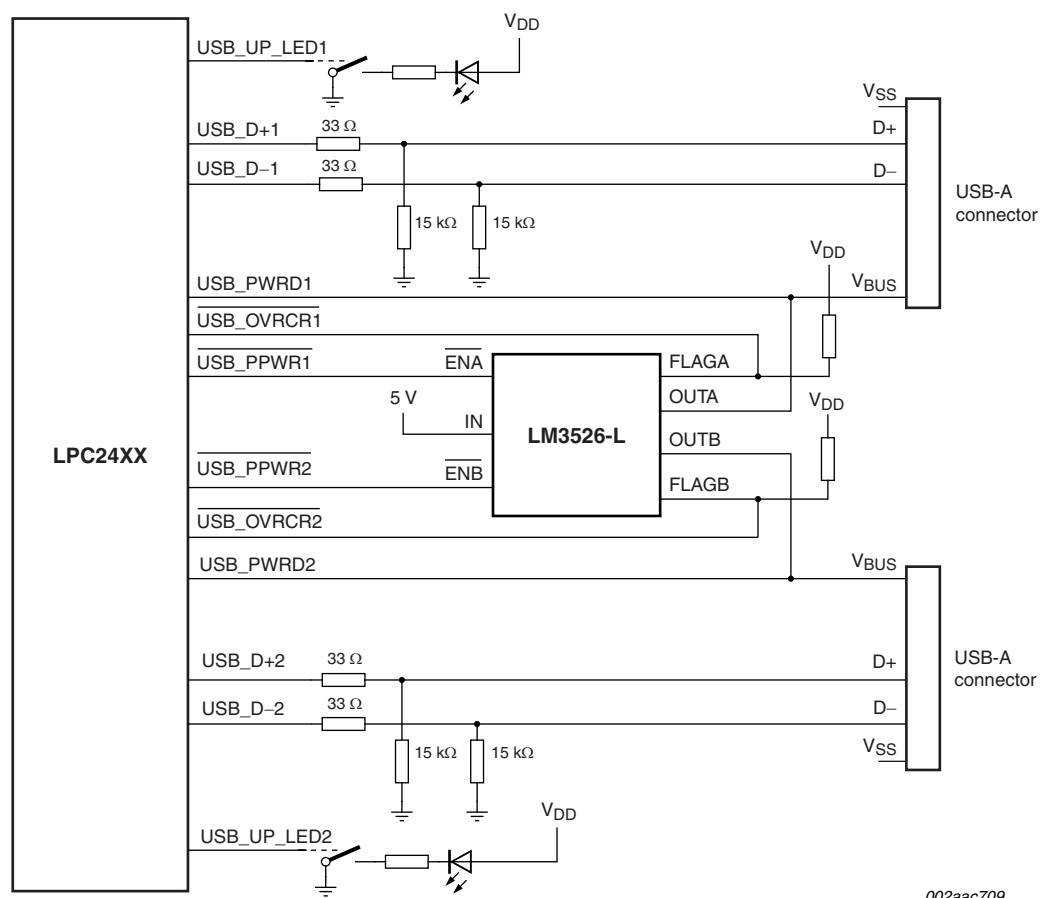 VDD
USB_UP_LED1
VSS
USB_D+1
33 Ω
D+
USB_D−1
33 Ω
D−
USB-A
connector
15 kΩ
15 kΩ
VDD
USB_PWRD1
VBUS
USB_OVRCR1
USB_PPWR1
ENA
FLAGA
5 V
OUTA
VDD
IN
LM3526-L
LPC24XX
OUTB
USB_PPWR2
ENB
FLAGB
USB_OVRCR2
USB_PWRD2
VBUS
USB_D+2
33 Ω
D+
USB-A
connector
USB_D−2
33 Ω
D−
VSS
15 kΩ
15 kΩ
VDD
USB_UP_LED2
002aac709